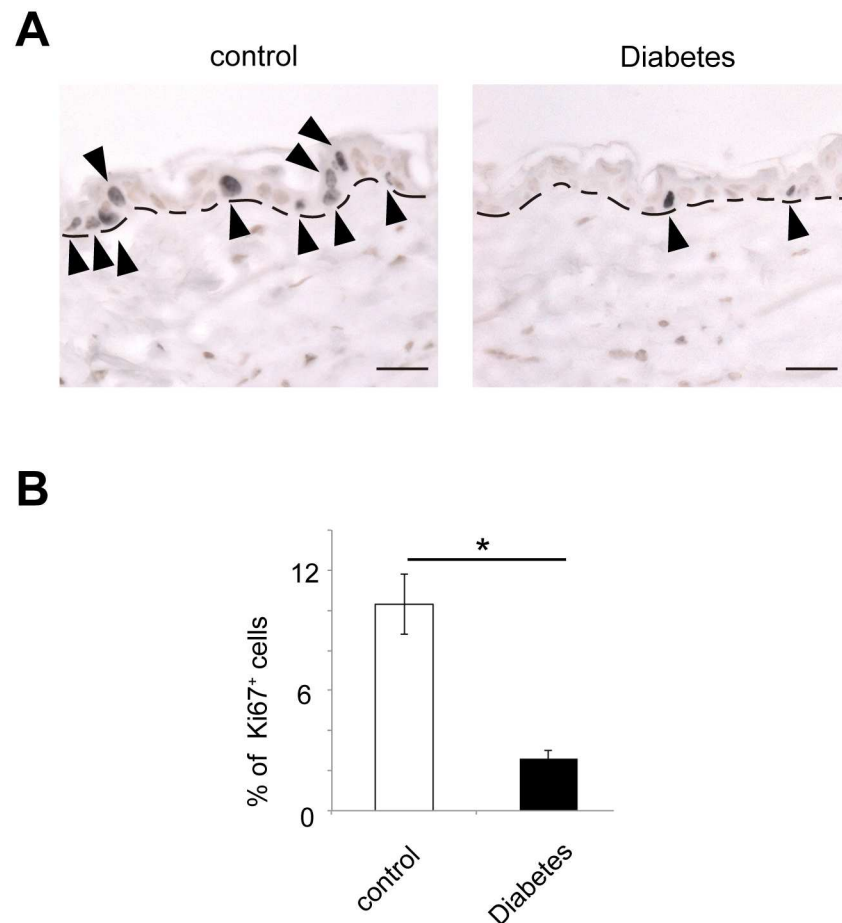 A
control
Diabetes
B
*
12
6
0
% of Ki67⁺ cells
control
Diabetes